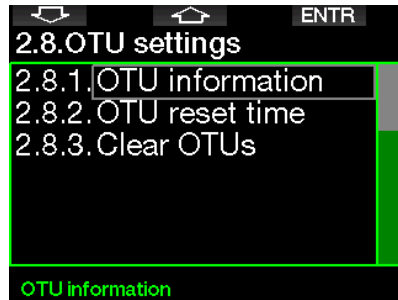 ENTR
2.8.OTU settings
2.8.1.OTU information
2.8.2.OTU reset time
2.8.3.Clear OTUs
OTU information